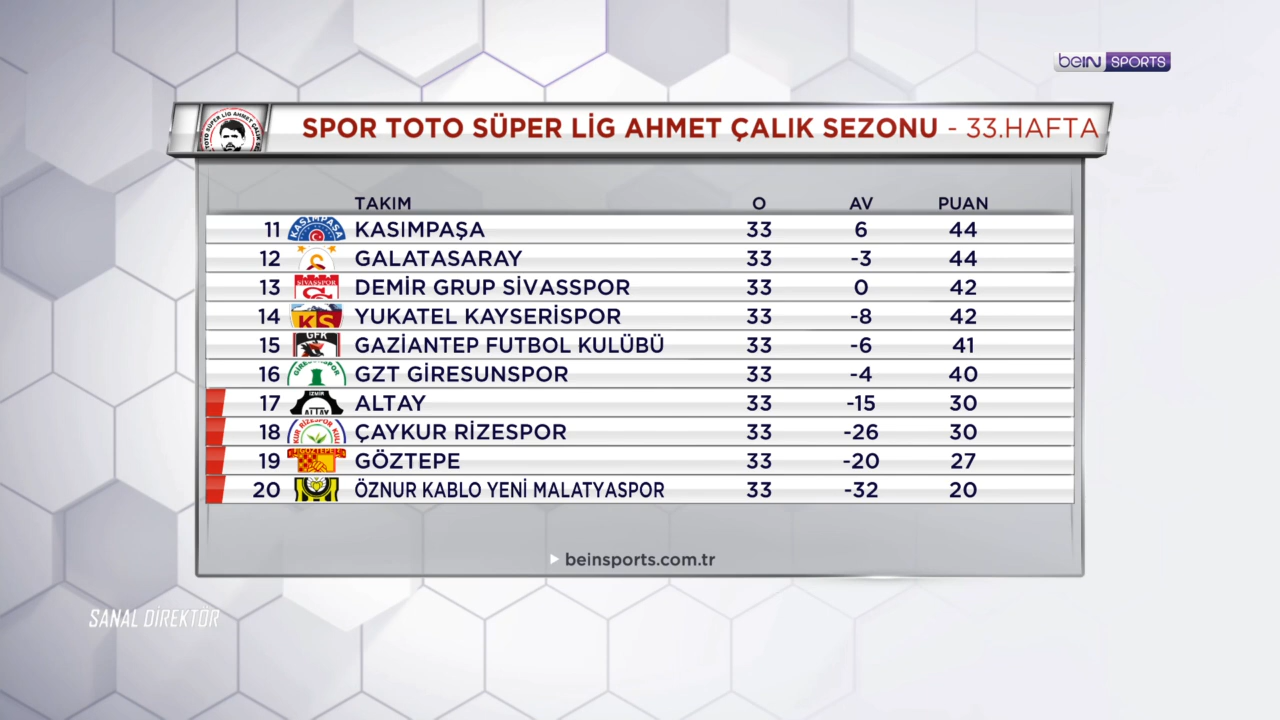 beIN SPORTS
SPOR TOTO SÜPER LİG AHMET ÇALIK SEZONU - 33.HAFTA
TAKIM O AV PUAN
11 KASIMPAŞA 33 6 44
12 GALATASARAY 33 -3 44
13 DEMİR GRUP SİVASSPOR 33 0 42
14 YUKATEL KAYSERİSPOR 33 -8 42
15 GAZİANTEP FUTBOL KULÜBÜ 33 -6 41
16 GZT GİRESUNSPOR 33 -4 40
17 ALTAY 33 -15 30
18 ÇAYKUR RİZESPOR 33 -26 30
19 GÖZTEPE 33 -20 27
20 ÖZNUR KABLO YENİ MALATYASPOR 33 -32 20
beinsports.com.tr
SANAL DİREKTÖR